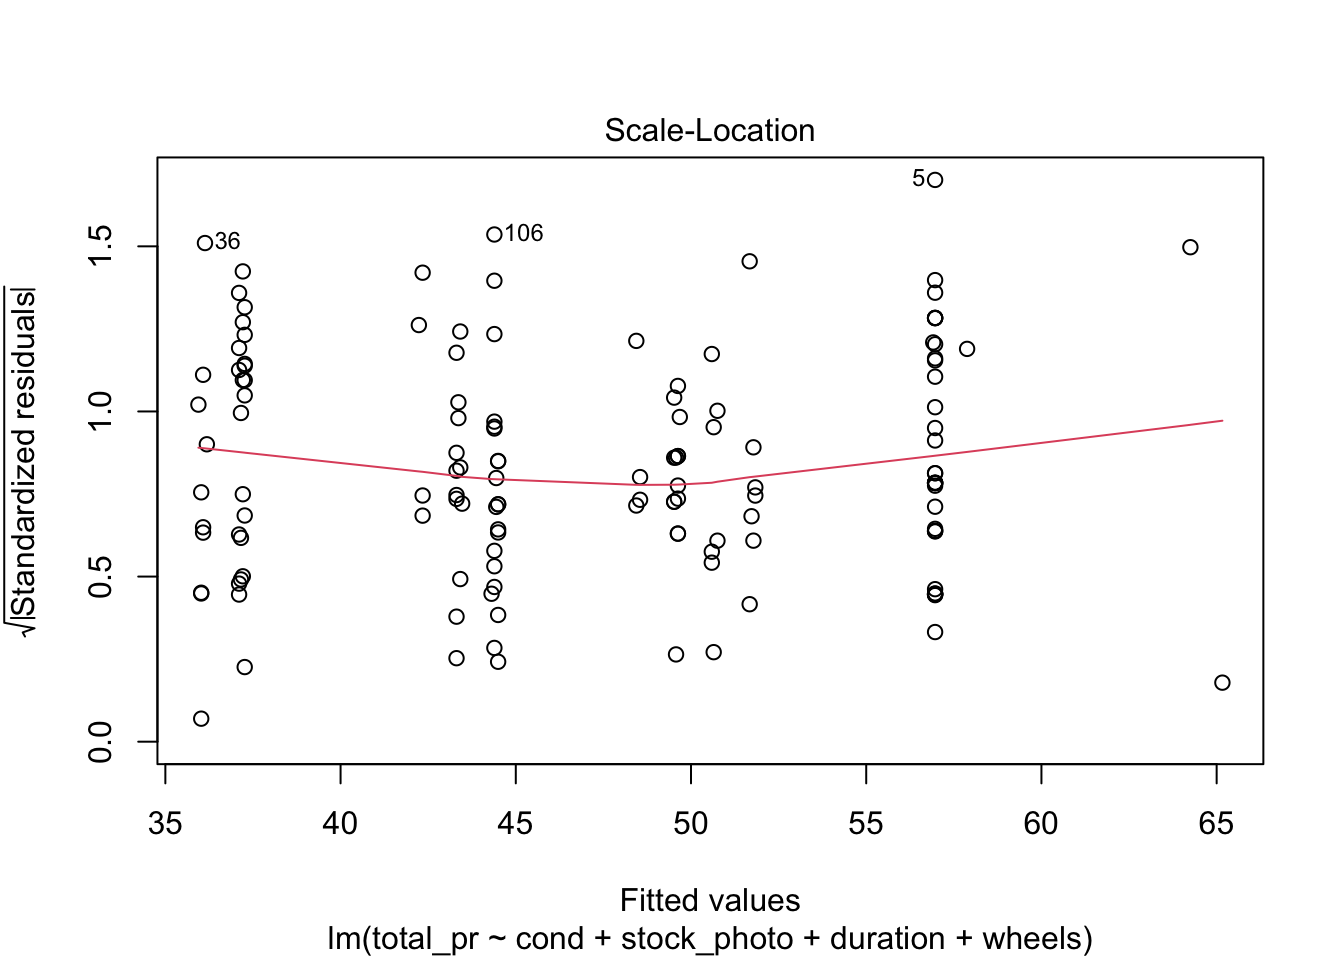 Scale-Location
√|Standardized residuals|
0.0 0.5 1.0 1.5
5
106
36
35 40 45 50 55 60 65
Fitted values
lm(total_pr ~ cond + stock_photo + duration + wheels)